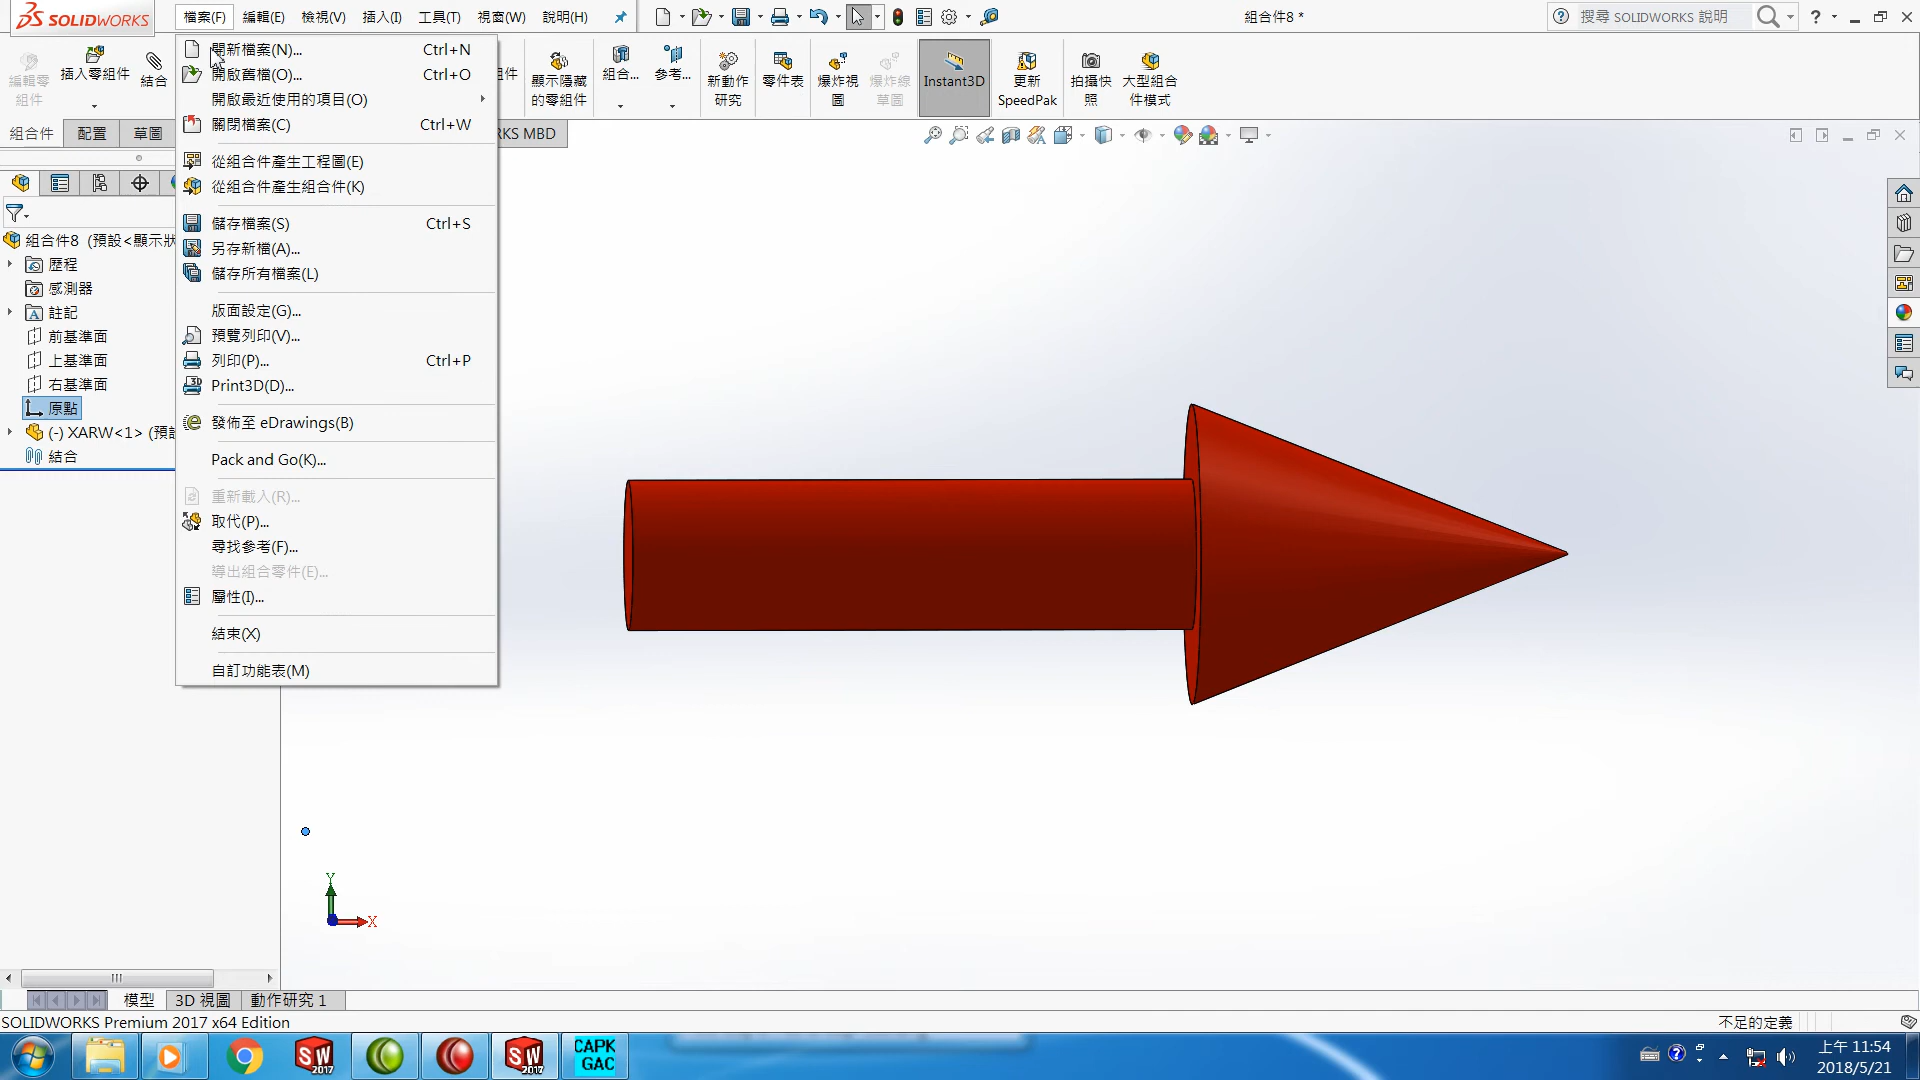 SOLIDWORKS
檔案(F) 編輯(E) 檢視(V) 插入(I) 工具(T) 視窗(W) 說明(H)
組合件8 *
搜尋 SOLIDWORKS 說明
編輯零組件
插入零組件
結合
件
顯示隱藏的零組件
組合...
參考...
新動作研究
零件表
爆炸視圖
爆炸線草圖
Instant3D
更新 SpeedPak
拍攝快照
大型組合件模式
組合件 配置 草圖
KS MBD
開新檔案(N)... Ctrl+N
開啟舊檔(O)... Ctrl+O
開啟最近使用的項目(O)
關閉檔案(C) Ctrl+W
從組合件產生工程圖(E)
從組合件產生組合件(K)
儲存檔案(S) Ctrl+S
另存新檔(A)...
儲存所有檔案(L)
版面設定(G)...
預覽列印(V)...
列印(P)... Ctrl+P
Print3D(D)...
發佈至 eDrawings(B)
Pack and Go(K)...
重新載入(R)...
取代(P)...
尋找參考(F)...
導出組合零件(E)...
屬性(I)...
結束(X)
自訂功能表(M)
組合件8 (預設<顯示狀
歷程
感測器
註記
前基準面
上基準面
右基準面
原點
(-) XARW<1> (預設
結合
Y
X
模型 3D 視圖 動作研究 1
SOLIDWORKS Premium 2017 x64 Edition
不足的定義
SW 2017
SW 2017
CAPK
GAC
上午 11:54
2018/5/21